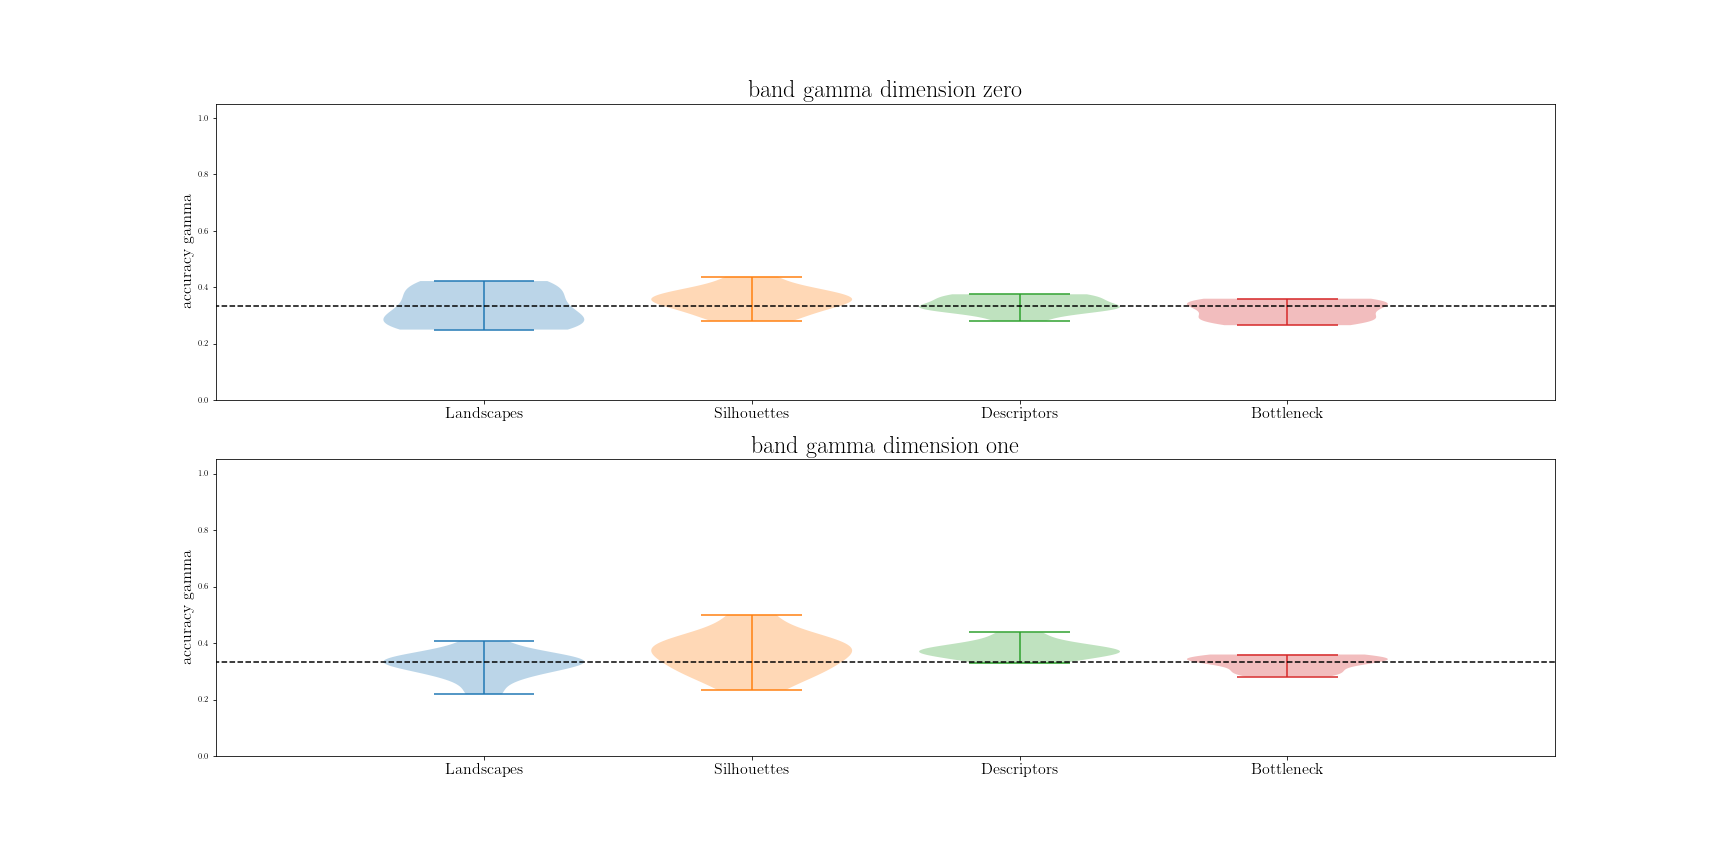 band gamma dimension zero
1.0
0.8
0.6
0.4
0.2
0.0
accuracy gamma
Landscapes
Silhouettes
Descriptors
Bottleneck
band gamma dimension one
1.0
0.8
0.6
0.4
0.2
0.0
accuracy gamma
Landscapes
Silhouettes
Descriptors
Bottleneck